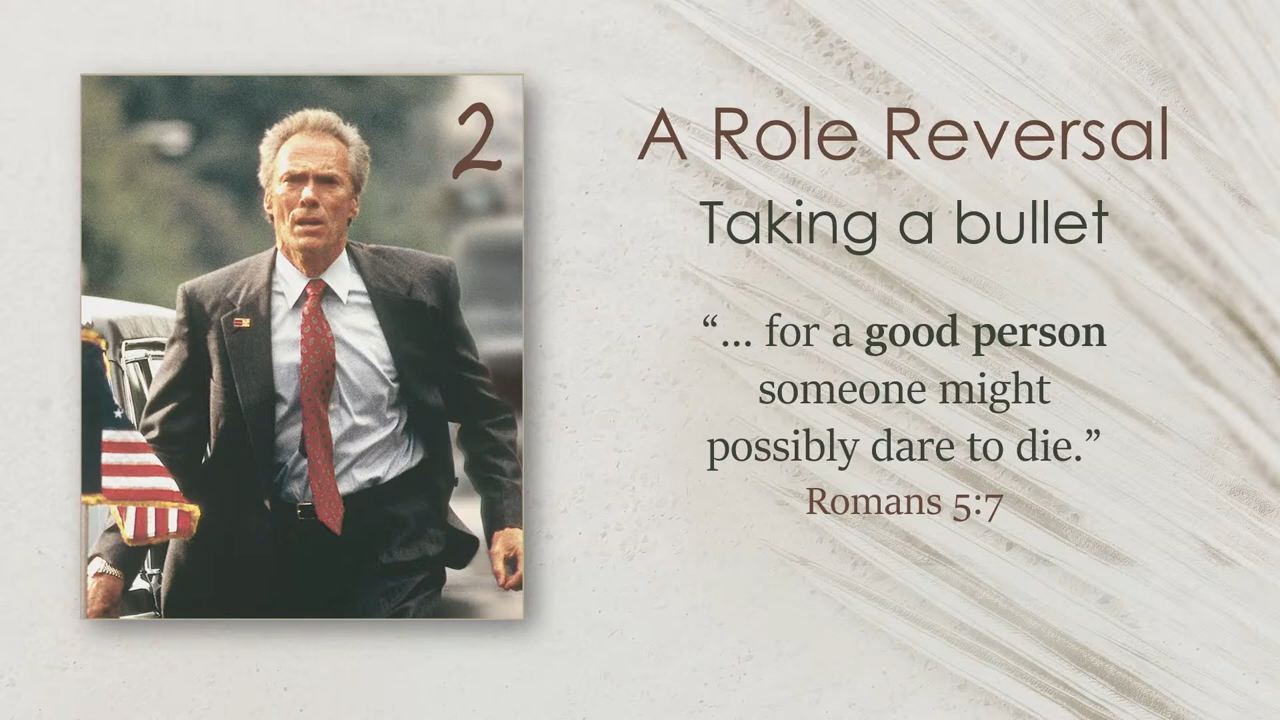 2
A Role Reversal
Taking a bullet
“... for a good person
someone might
possibly dare to die.”
Romans 5:7